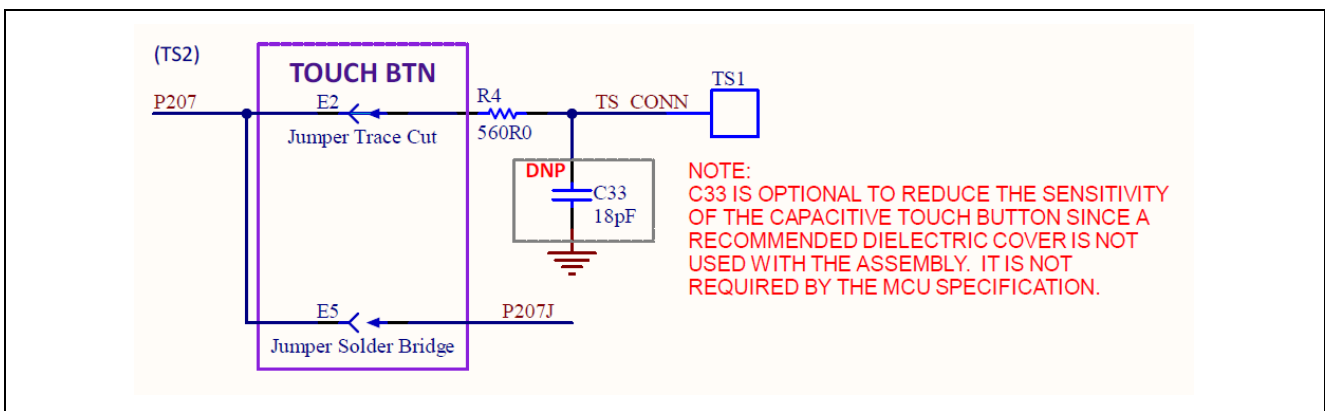 (TS2)
TOUCH BTN
P207
E2
Jumper Trace Cut
R4
560R0
TS_CONN
TS1
DNP
C33
18pF
NOTE:
C33 IS OPTIONAL TO REDUCE THE SENSITIVITY
OF THE CAPACITIVE TOUCH BUTTON SINCE A
RECOMMENDED DIELECTRIC COVER IS NOT
USED WITH THE ASSEMBLY. IT IS NOT
REQUIRED BY THE MCU SPECIFICATION.
E5
P207J
Jumper Solder Bridge